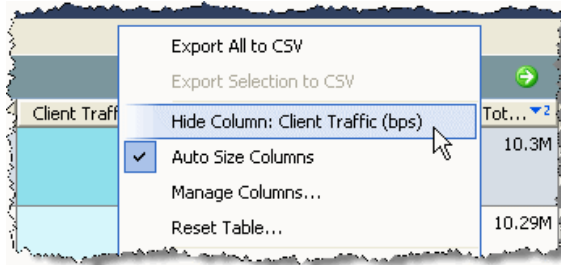 Export All to CSV
Export Selection to CSV
Client Traff
Hide Column: Client Traffic (bps)
Tot... 2
Auto Size Columns
10.3M
Manage Columns...
Reset Table...
10.29M